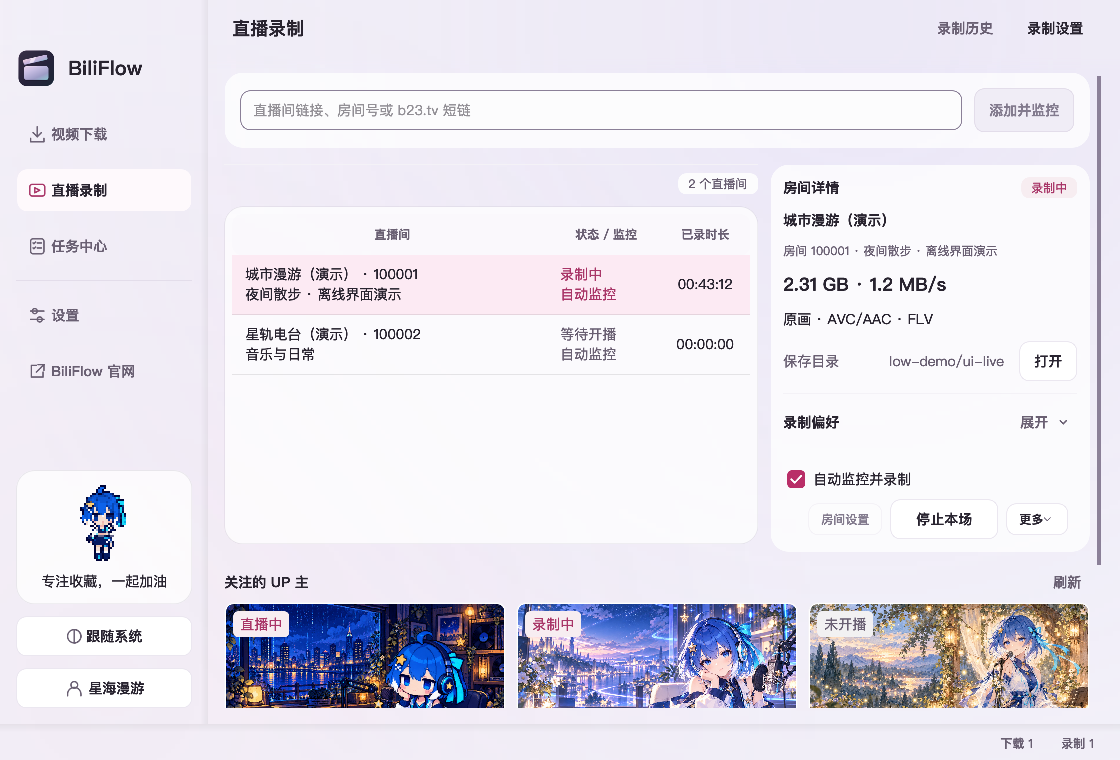 直播录制
录制历史
录制设置
BiliFlow
视频下载
直播录制
任务中心
设置
BiliFlow 官网
专注收藏，一起加油
跟随系统
星海漫游
直播间链接、房间号或 b23.tv 短链
添加并监控
2 个直播间
直播间
状态 / 监控
已录时长
城市漫游（演示） · 100001
夜间散步 · 离线界面演示
录制中
自动监控
00:43:12
星轨电台（演示） · 100002
音乐与日常
等待开播
自动监控
00:00:00
房间详情
录制中
城市漫游（演示）
房间 100001 · 夜间散步 · 离线界面演示
2.31 GB · 1.2 MB/s
原画 · AVC/AAC · FLV
保存目录
low-demo/ui-live
打开
录制偏好
展开
自动监控并录制
房间设置
停止本场
更多
关注的 UP 主
刷新
直播中
录制中
未开播
下载 1
录制 1